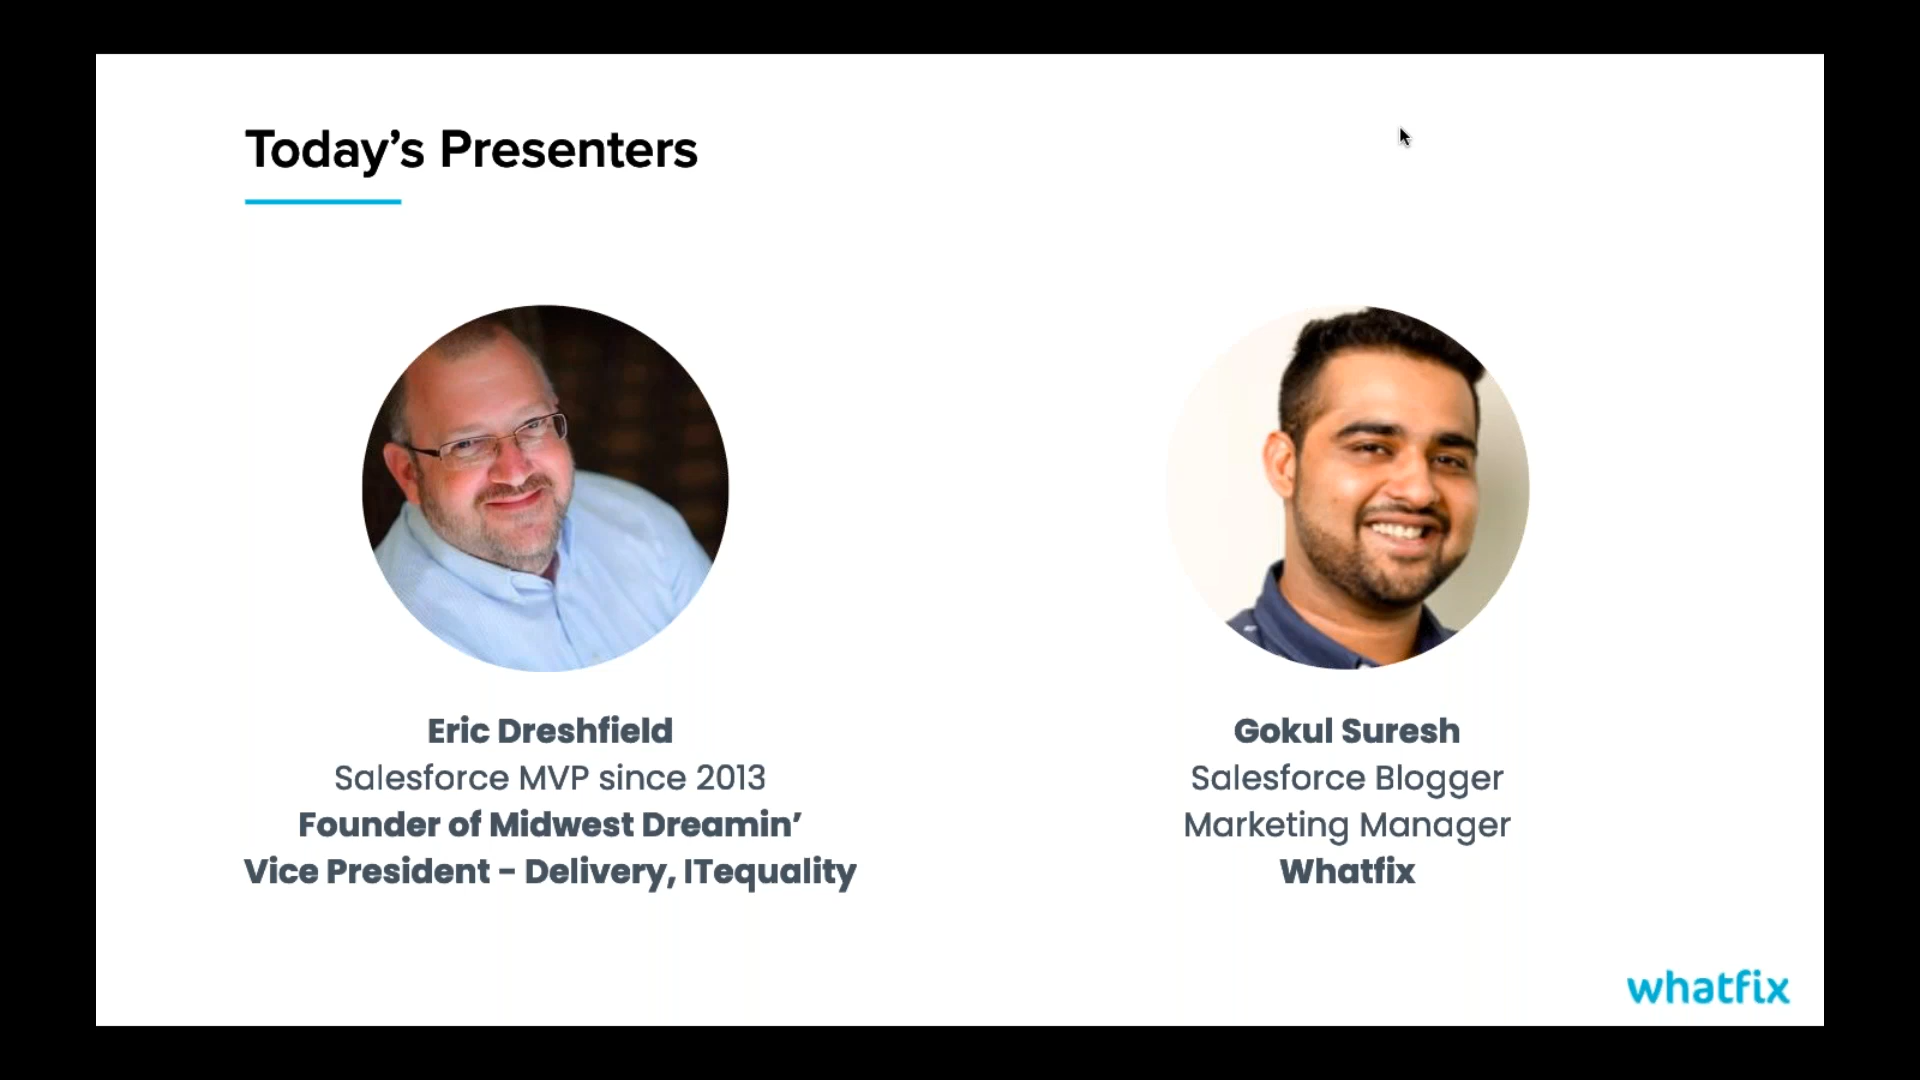 Today’s Presenters
Eric Dreshfield
Salesforce MVP since 2013
Founder of Midwest Dreamin’
Vice President - Delivery, ITequality
Gokul Suresh
Salesforce Blogger
Marketing Manager
Whatfix
whatfix